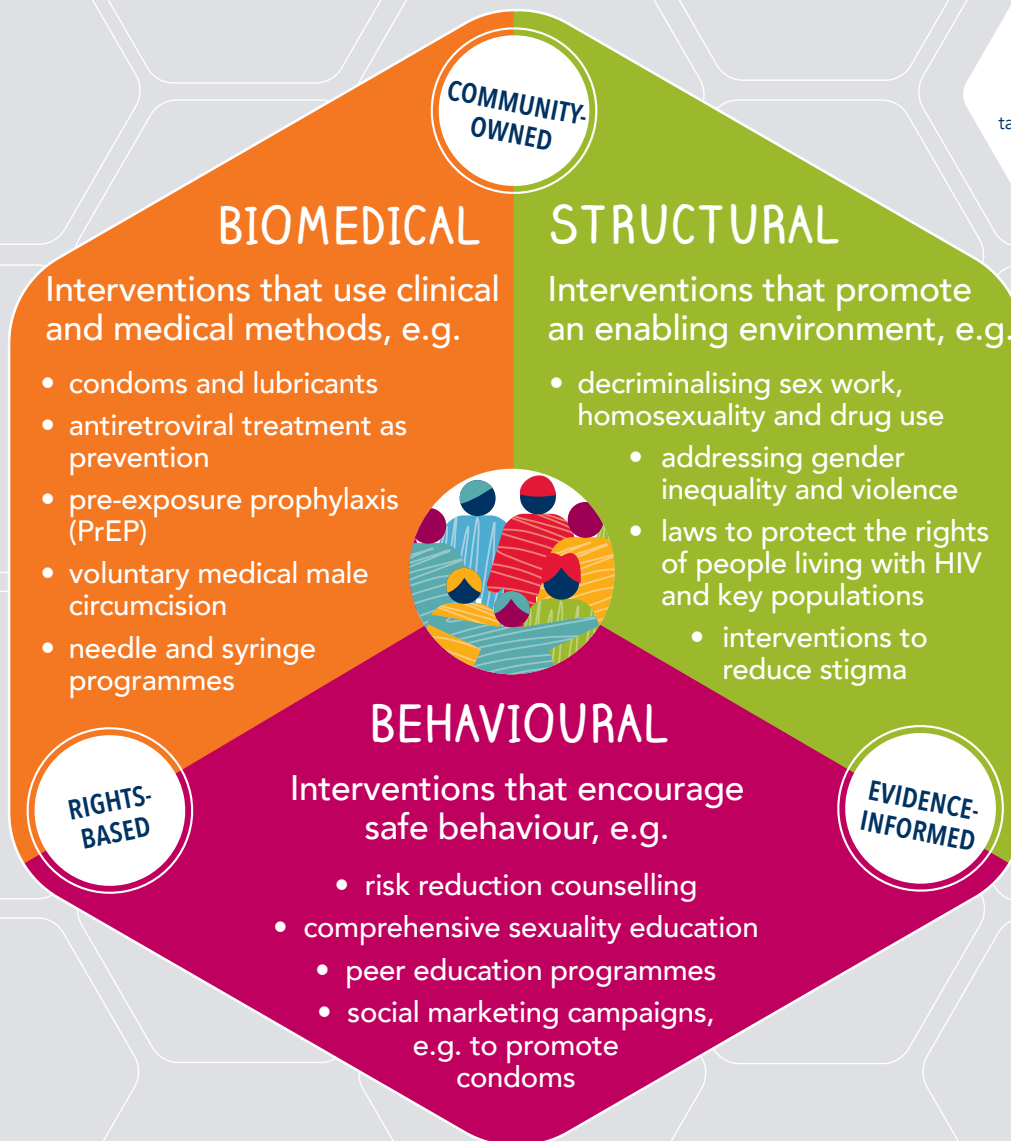 COMMUNITY-
OWNED
BIOMEDICAL
Interventions that use clinical
and medical methods, e.g.
• condoms and lubricants
• antiretroviral treatment as
prevention
• pre-exposure prophylaxis
(PrEP)
• voluntary medical male
circumcision
• needle and syringe
programmes
STRUCTURAL
Interventions that promote
an enabling environment, e.g.
• decriminalising sex work,
homosexuality and drug use
• addressing gender
inequality and violence
• laws to protect the rights
of people living with HIV
and key populations
• interventions to
reduce stigma
RIGHTS-
BASED
BEHAVIOURAL
Interventions that encourage
safe behaviour, e.g.
• risk reduction counselling
• comprehensive sexuality education
• peer education programmes
• social marketing campaigns,
e.g. to promote
condoms
EVIDENCE-
INFORMED